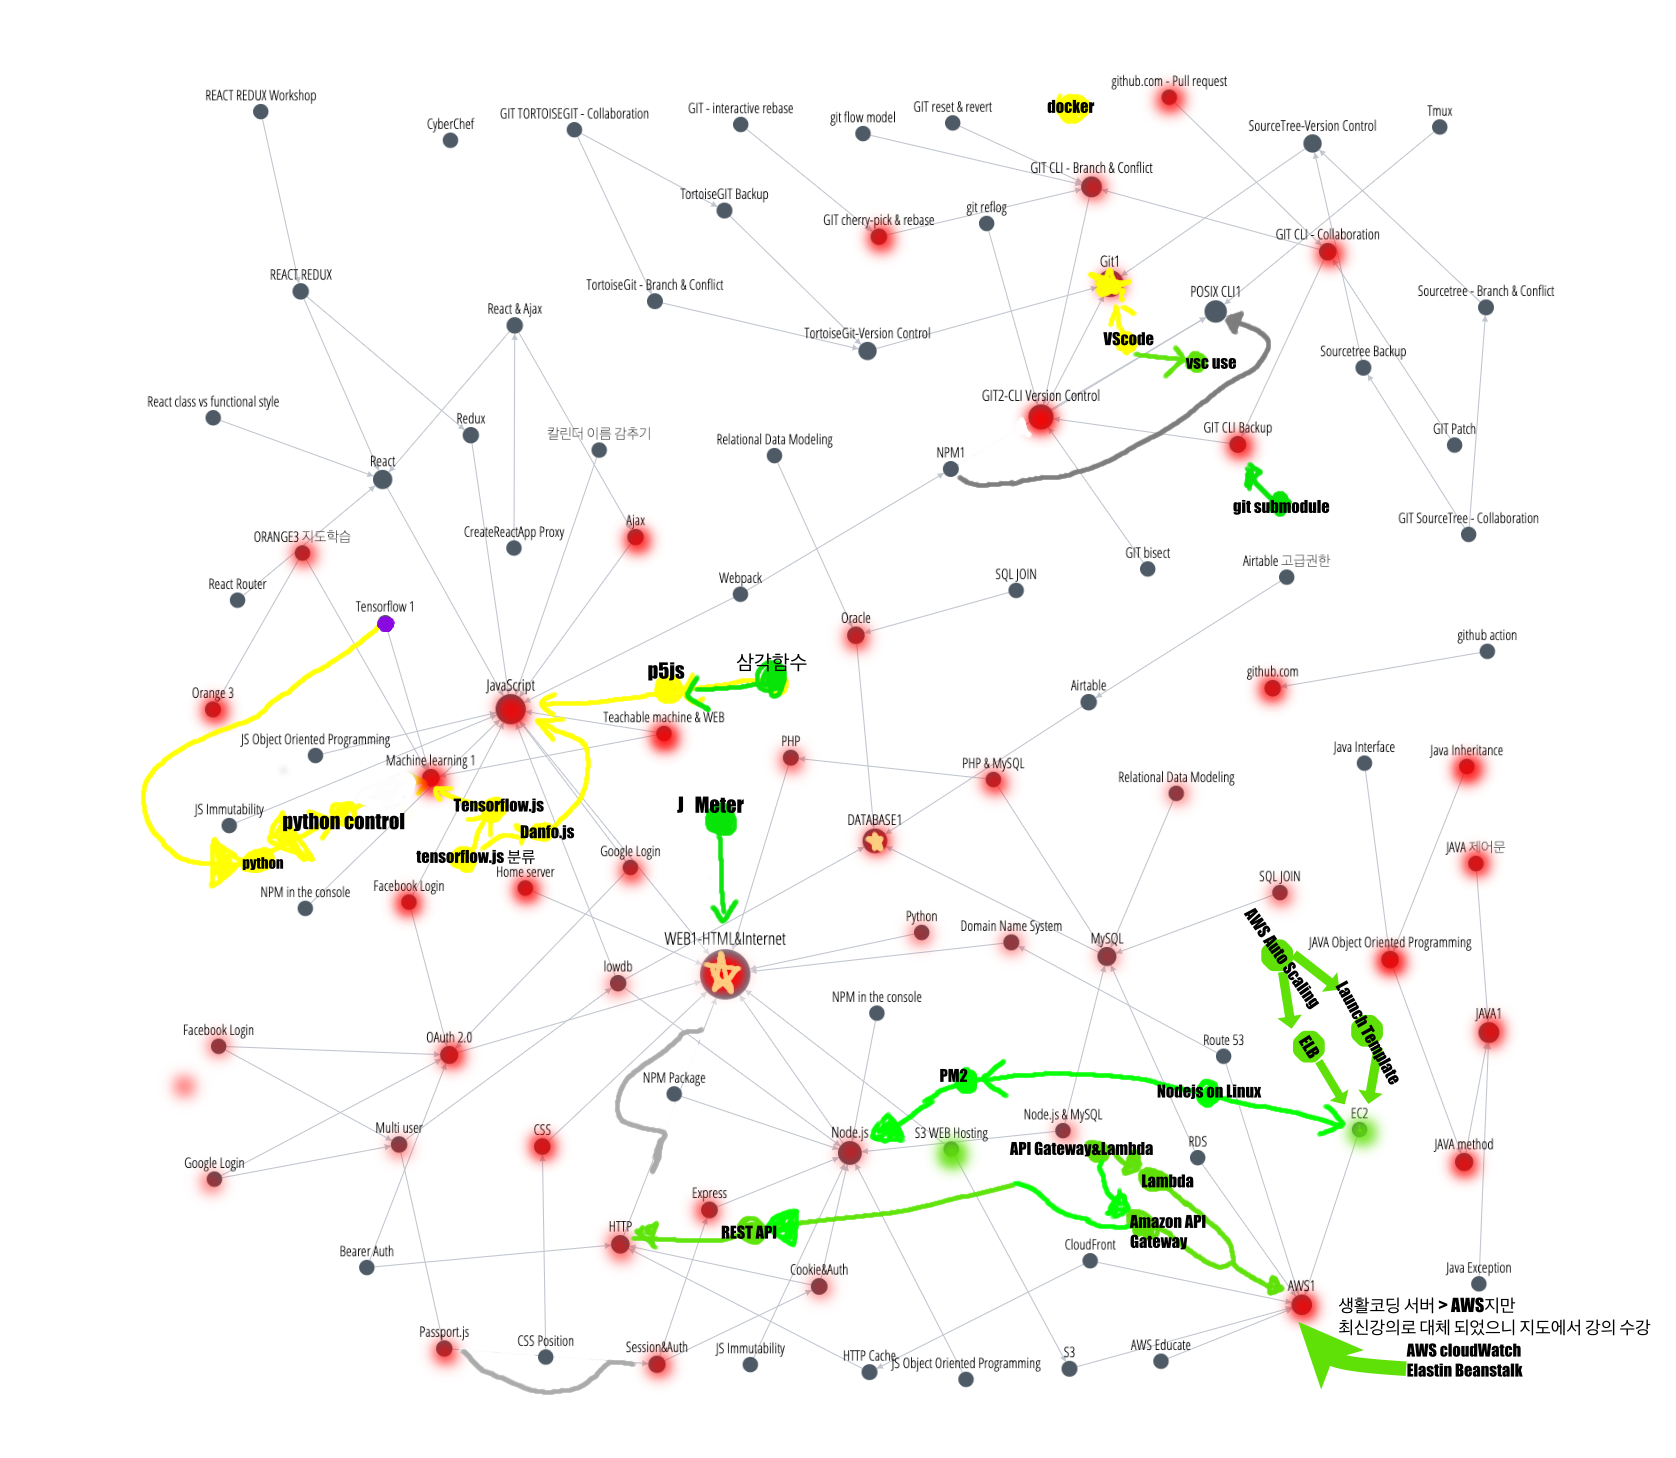 github.com - Pull request
REACT REDUX Workshop
docker
GIT TORTOISEGIT - Collaboration
GIT - interactive rebase
git flow model
GIT reset & revert
Tmux
CyberChef
SourceTree-Version Control
GIT CLI - Branch & Conflict
TortoiseGIT Backup
git reflog
GIT cherry-pick & rebase
GIT CLI - Collaboration
Git1
REACT REDUX
TortoiseGit - Branch & Conflict
POSIX CLI1
Sourcetree - Branch & Conflict
React & Ajax
TortoiseGit-Version Control
VScode
vsc use
Sourcetree Backup
React class vs functional style
GIT2-CLI Version Control
Redux
칼린더 이름 감추기
Relational Data Modeling
GIT CLI Backup
GIT Patch
React
NPM1
git submodule
GIT SourceTree - Collaboration
Ajax
CreateReactApp Proxy
ORANGE3 지도학습
GIT bisect
Airtable 고급권한
React Router
Webpack
SQL JOIN
Tensorflow 1
Oracle
github action
삼각함수
p5js
github.com
Orange 3
JavaScript
Airtable
Teachable machine & WEB
JS Object Oriented Programming
PHP
Java Interface
Java Inheritance
Machine learning 1
PHP & MySQL
Relational Data Modeling
JS Immutability
Tensorflow.js
J Meter
python control
Danfo.js
DATABASE1
JAVA 제어문
python
tensorflow.js 분류
Google Login
Home server
SQL JOIN
NPM in the console
Facebook Login
AWS Auto Scaling
Python
Domain Name System
WEB1-HTML&Internet
MySQL
JAVA Object Oriented Programming
lowdb
Launch Template
NPM in the console
JAVA1
Facebook Login
OAuth 2.0
Route 53
ELB
NPM Package
PM2
Nodejs on Linux
Multi user
CSS
Node.js
S3 WEB Hosting
Node.js & MySQL
EC2
API Gateway&Lambda
RDS
JAVA method
Google Login
Lambda
Express
HTTP
REST API
Amazon API
Gateway
Bearer Auth
CloudFront
Cookie&Auth
Java Exception
AWS1
생활코딩 서버 > AWS지만
최신강의로 대체 되었으니 지도에서 강의 수강
Passport.js
CSS Position
Session&Auth
JS Immutability
HTTP Cache
JS Object Oriented Programming
S3
AWS Educate
AWS cloudWatch
Elastin Beanstalk